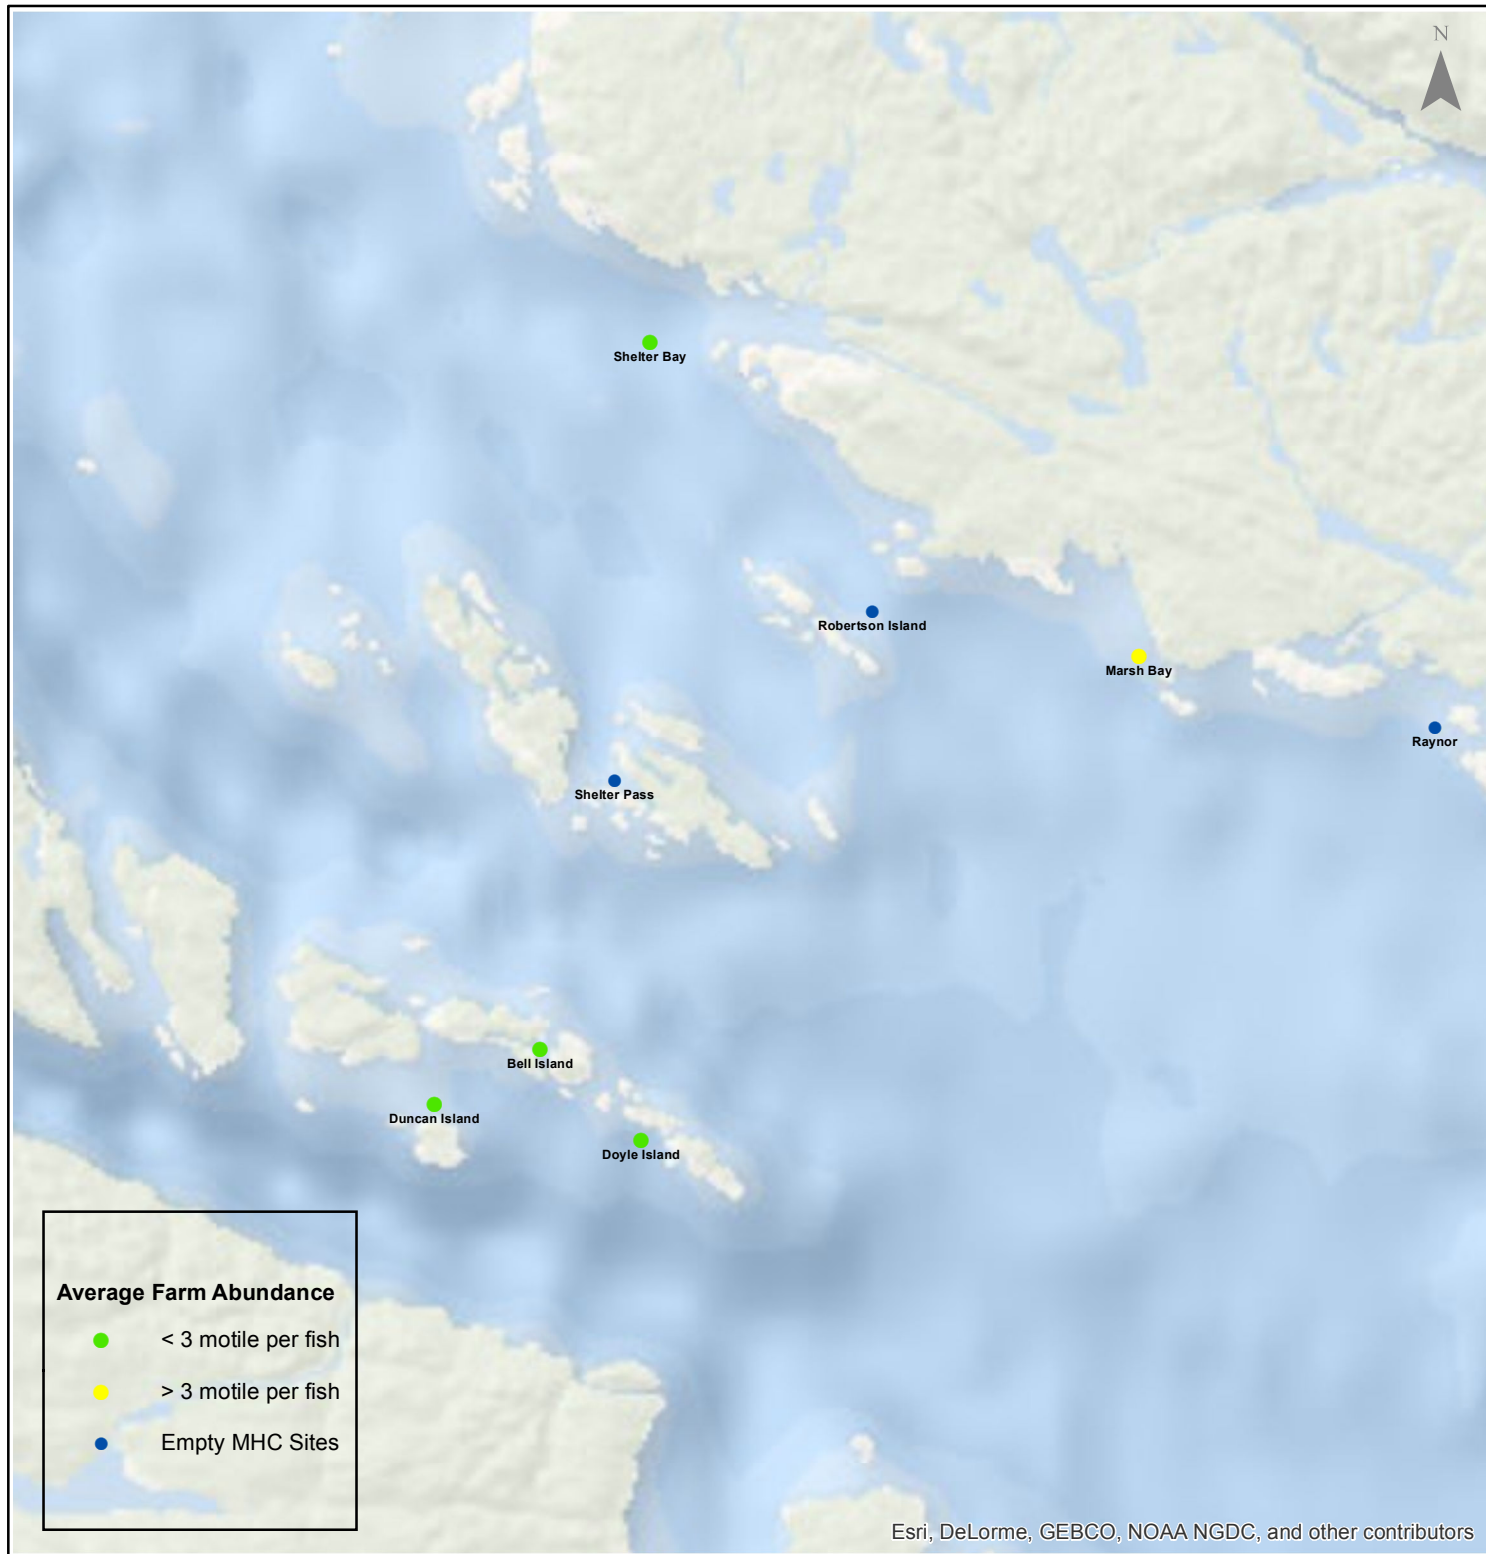 N
Shelter Bay
Robertson Island
Marsh Bay
Raynor
Shelter Pass
Bell Island
Duncan Island
Doyle Island
Average Farm Abundance
< 3 motile per fish
> 3 motile per fish
Empty MHC Sites
Esri, DeLorme, GEBCO, NOAA NGDC, and other contributors